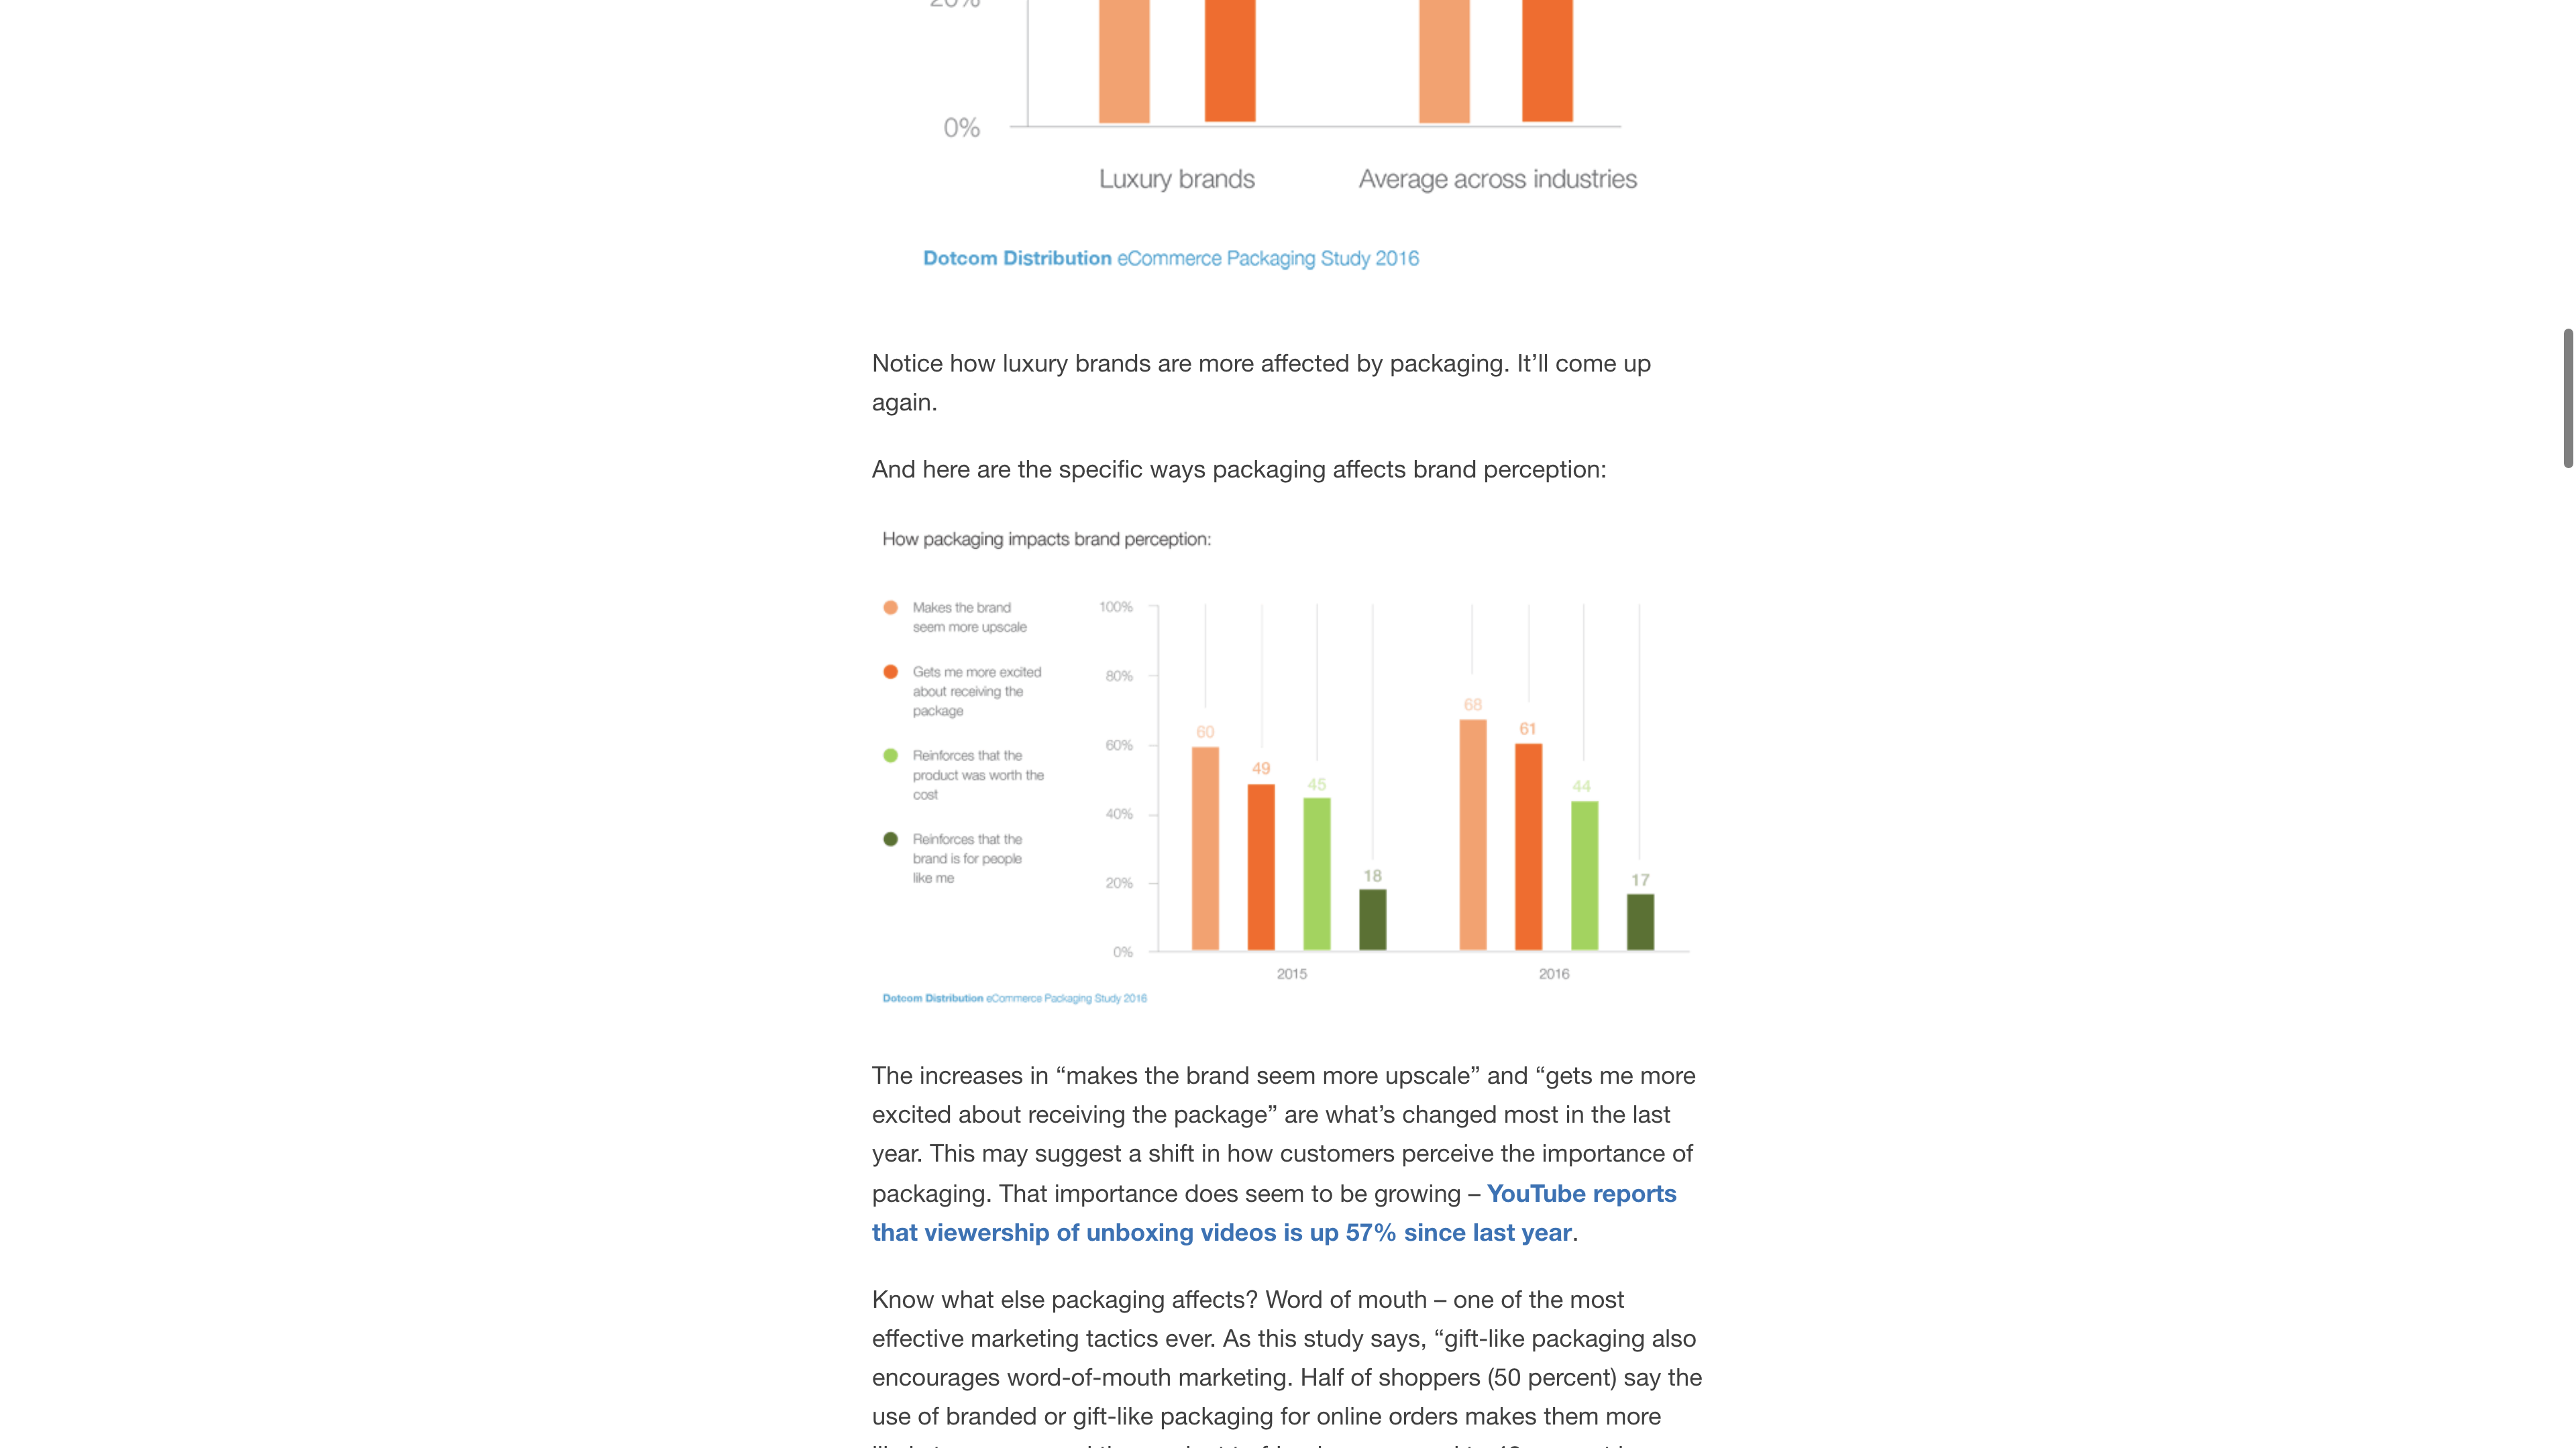 20%
0%
Luxury brands
Average across industries
Dotcom Distribution eCommerce Packaging Study 2016
Notice how luxury brands are more affected by packaging. It’ll come up
again.
And here are the specific ways packaging affects brand perception:
How packaging impacts brand perception:
Makes the brand
seem more upscale
Gets me more excited
about receiving the
package
Reinforces that the
product was worth the
cost
Reinforces that the
brand is for people
like me
100%
80%
60%
40%
20%
0%
60
49
45
18
68
61
44
17
2015
2016
Dotcom Distribution eCommerce Packaging Study 2016
The increases in “makes the brand seem more upscale” and “gets me more
excited about receiving the package” are what’s changed most in the last
year. This may suggest a shift in how customers perceive the importance of
packaging. That importance does seem to be growing – YouTube reports
that viewership of unboxing videos is up 57% since last year.
Know what else packaging affects? Word of mouth – one of the most
effective marketing tactics ever. As this study says, “gift-like packaging also
encourages word-of-mouth marketing. Half of shoppers (50 percent) say the
use of branded or gift-like packaging for online orders makes them more